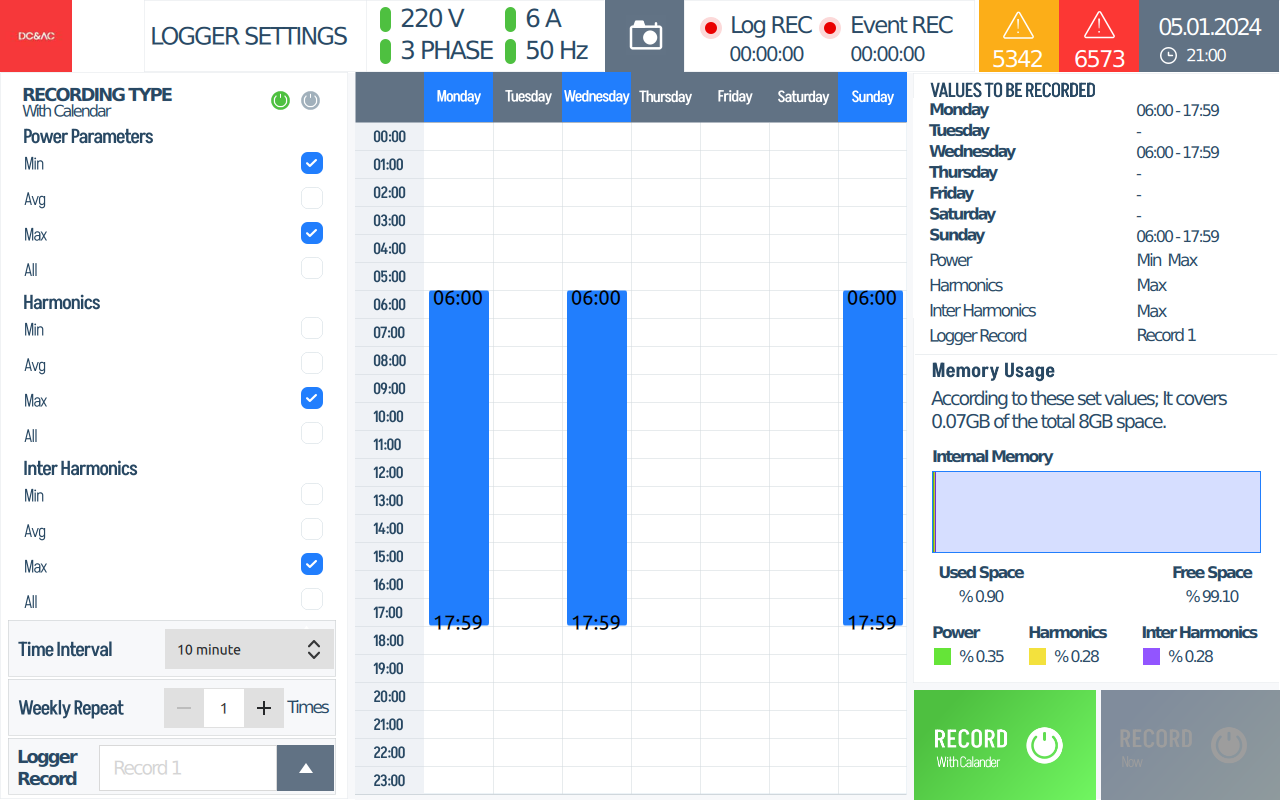 DC&AC
LOGGER SETTINGS
220 V
6 A
3 PHASE
50 Hz
Log REC
Event REC
00:00:00
00:00:00
5342
6573
05.01.2024
21:00
RECORDING TYPE
With Calendar
Power Parameters
Min
Avg
Max
All
Harmonics
Min
Avg
Max
All
Inter Harmonics
Min
Avg
Max
All
Time Interval
10 minute
Weekly Repeat
1
Times
Logger
Record
Record 1
Monday Tuesday Wednesday Thursday Friday Saturday Sunday
00:00
01:00
02:00
03:00
04:00
05:00
06:00 06:00 06:00 06:00
07:00
08:00
09:00
10:00
11:00
12:00
13:00
14:00
15:00
16:00
17:00 17:59 17:59 17:59
18:00
19:00
20:00
21:00
22:00
23:00
VALUES TO BE RECORDED
Monday 06:00 - 17:59
Tuesday -
Wednesday 06:00 - 17:59
Thursday -
Friday -
Saturday -
Sunday 06:00 - 17:59
Power Min Max
Harmonics Max
Inter Harmonics Max
Logger Record Record 1
Memory Usage
According to these set values; It covers
0.07GB of the total 8GB space.
Internal Memory
Used Space Free Space
% 0.90 % 99.10
Power Harmonics Inter Harmonics
% 0.35 % 0.28 % 0.28
RECORD
With Calander
RECORD
Now